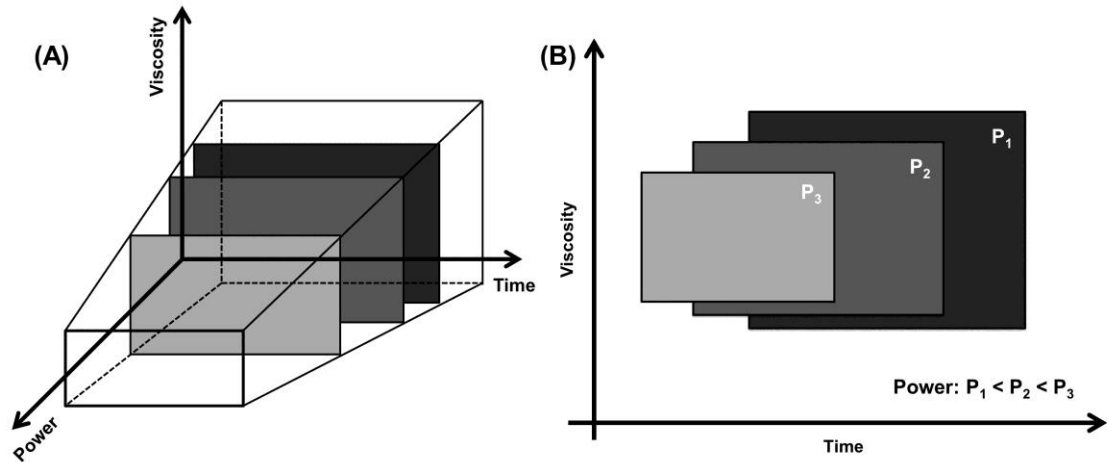 (A)
Viscosity
Time
Power
(B)
Viscosity
P₁
P₂
P₃
Power: P₁ < P₂ < P₃
Time